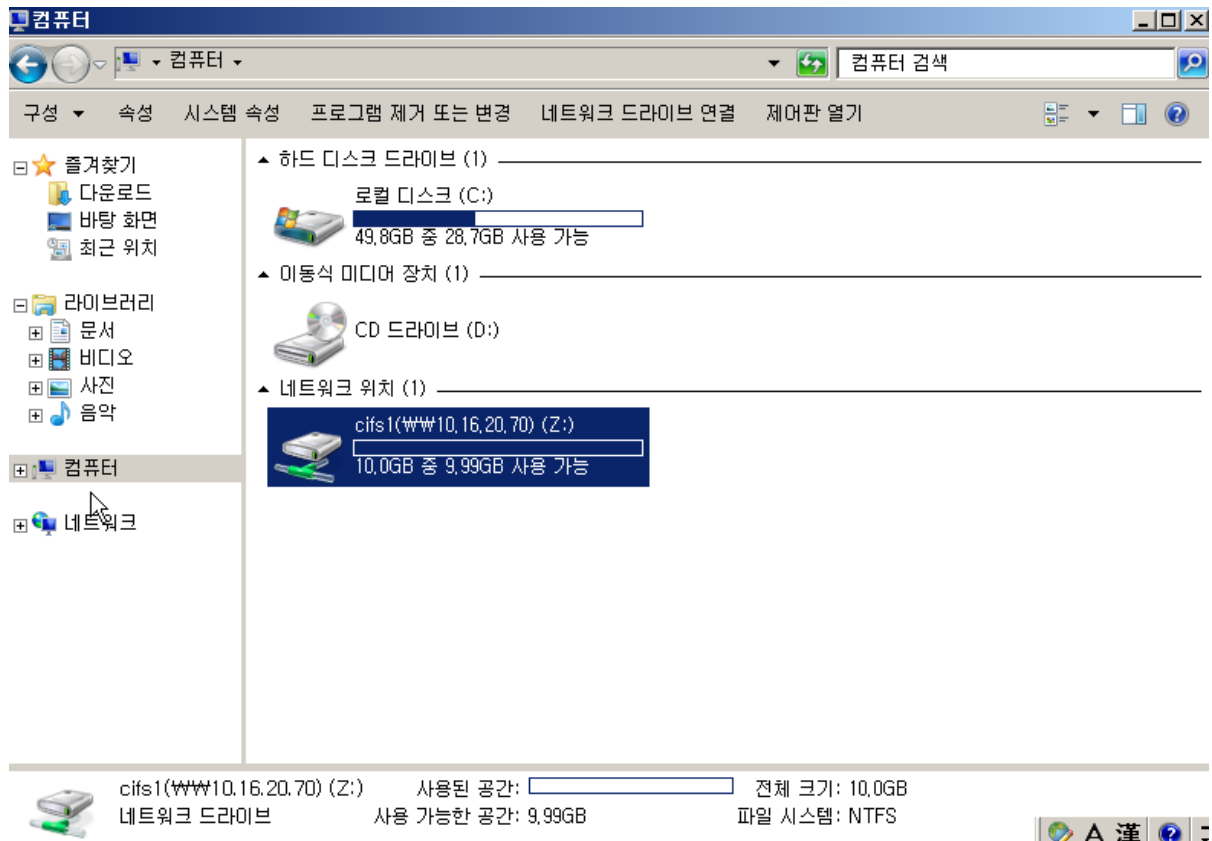 컴퓨터
컴퓨터
컴퓨터 검색
구성 속성 시스템 속성 프로그램 제거 또는 변경 네트워크 드라이브 연결 제어판 열기
즐겨찾기
다운로드
바탕 화면
최근 위치
라이브러리
문서
비디오
사진
음악
컴퓨터
네트워크
하드 디스크 드라이브 (1)
로컬 디스크 (C:)
49,8GB 중 28,7GB 사용 가능
이동식 미디어 장치 (1)
CD 드라이브 (D:)
네트워크 위치 (1)
cifs1(₩₩10,16,20,70) (Z:)
10,0GB 중 9,99GB 사용 가능
cifs1(₩₩10.16.20.70) (Z:) 사용된 공간: 전체 크기: 10,0GB
네트워크 드라이브 사용 가능한 공간: 9,99GB 파일 시스템: NTFS
A 漢